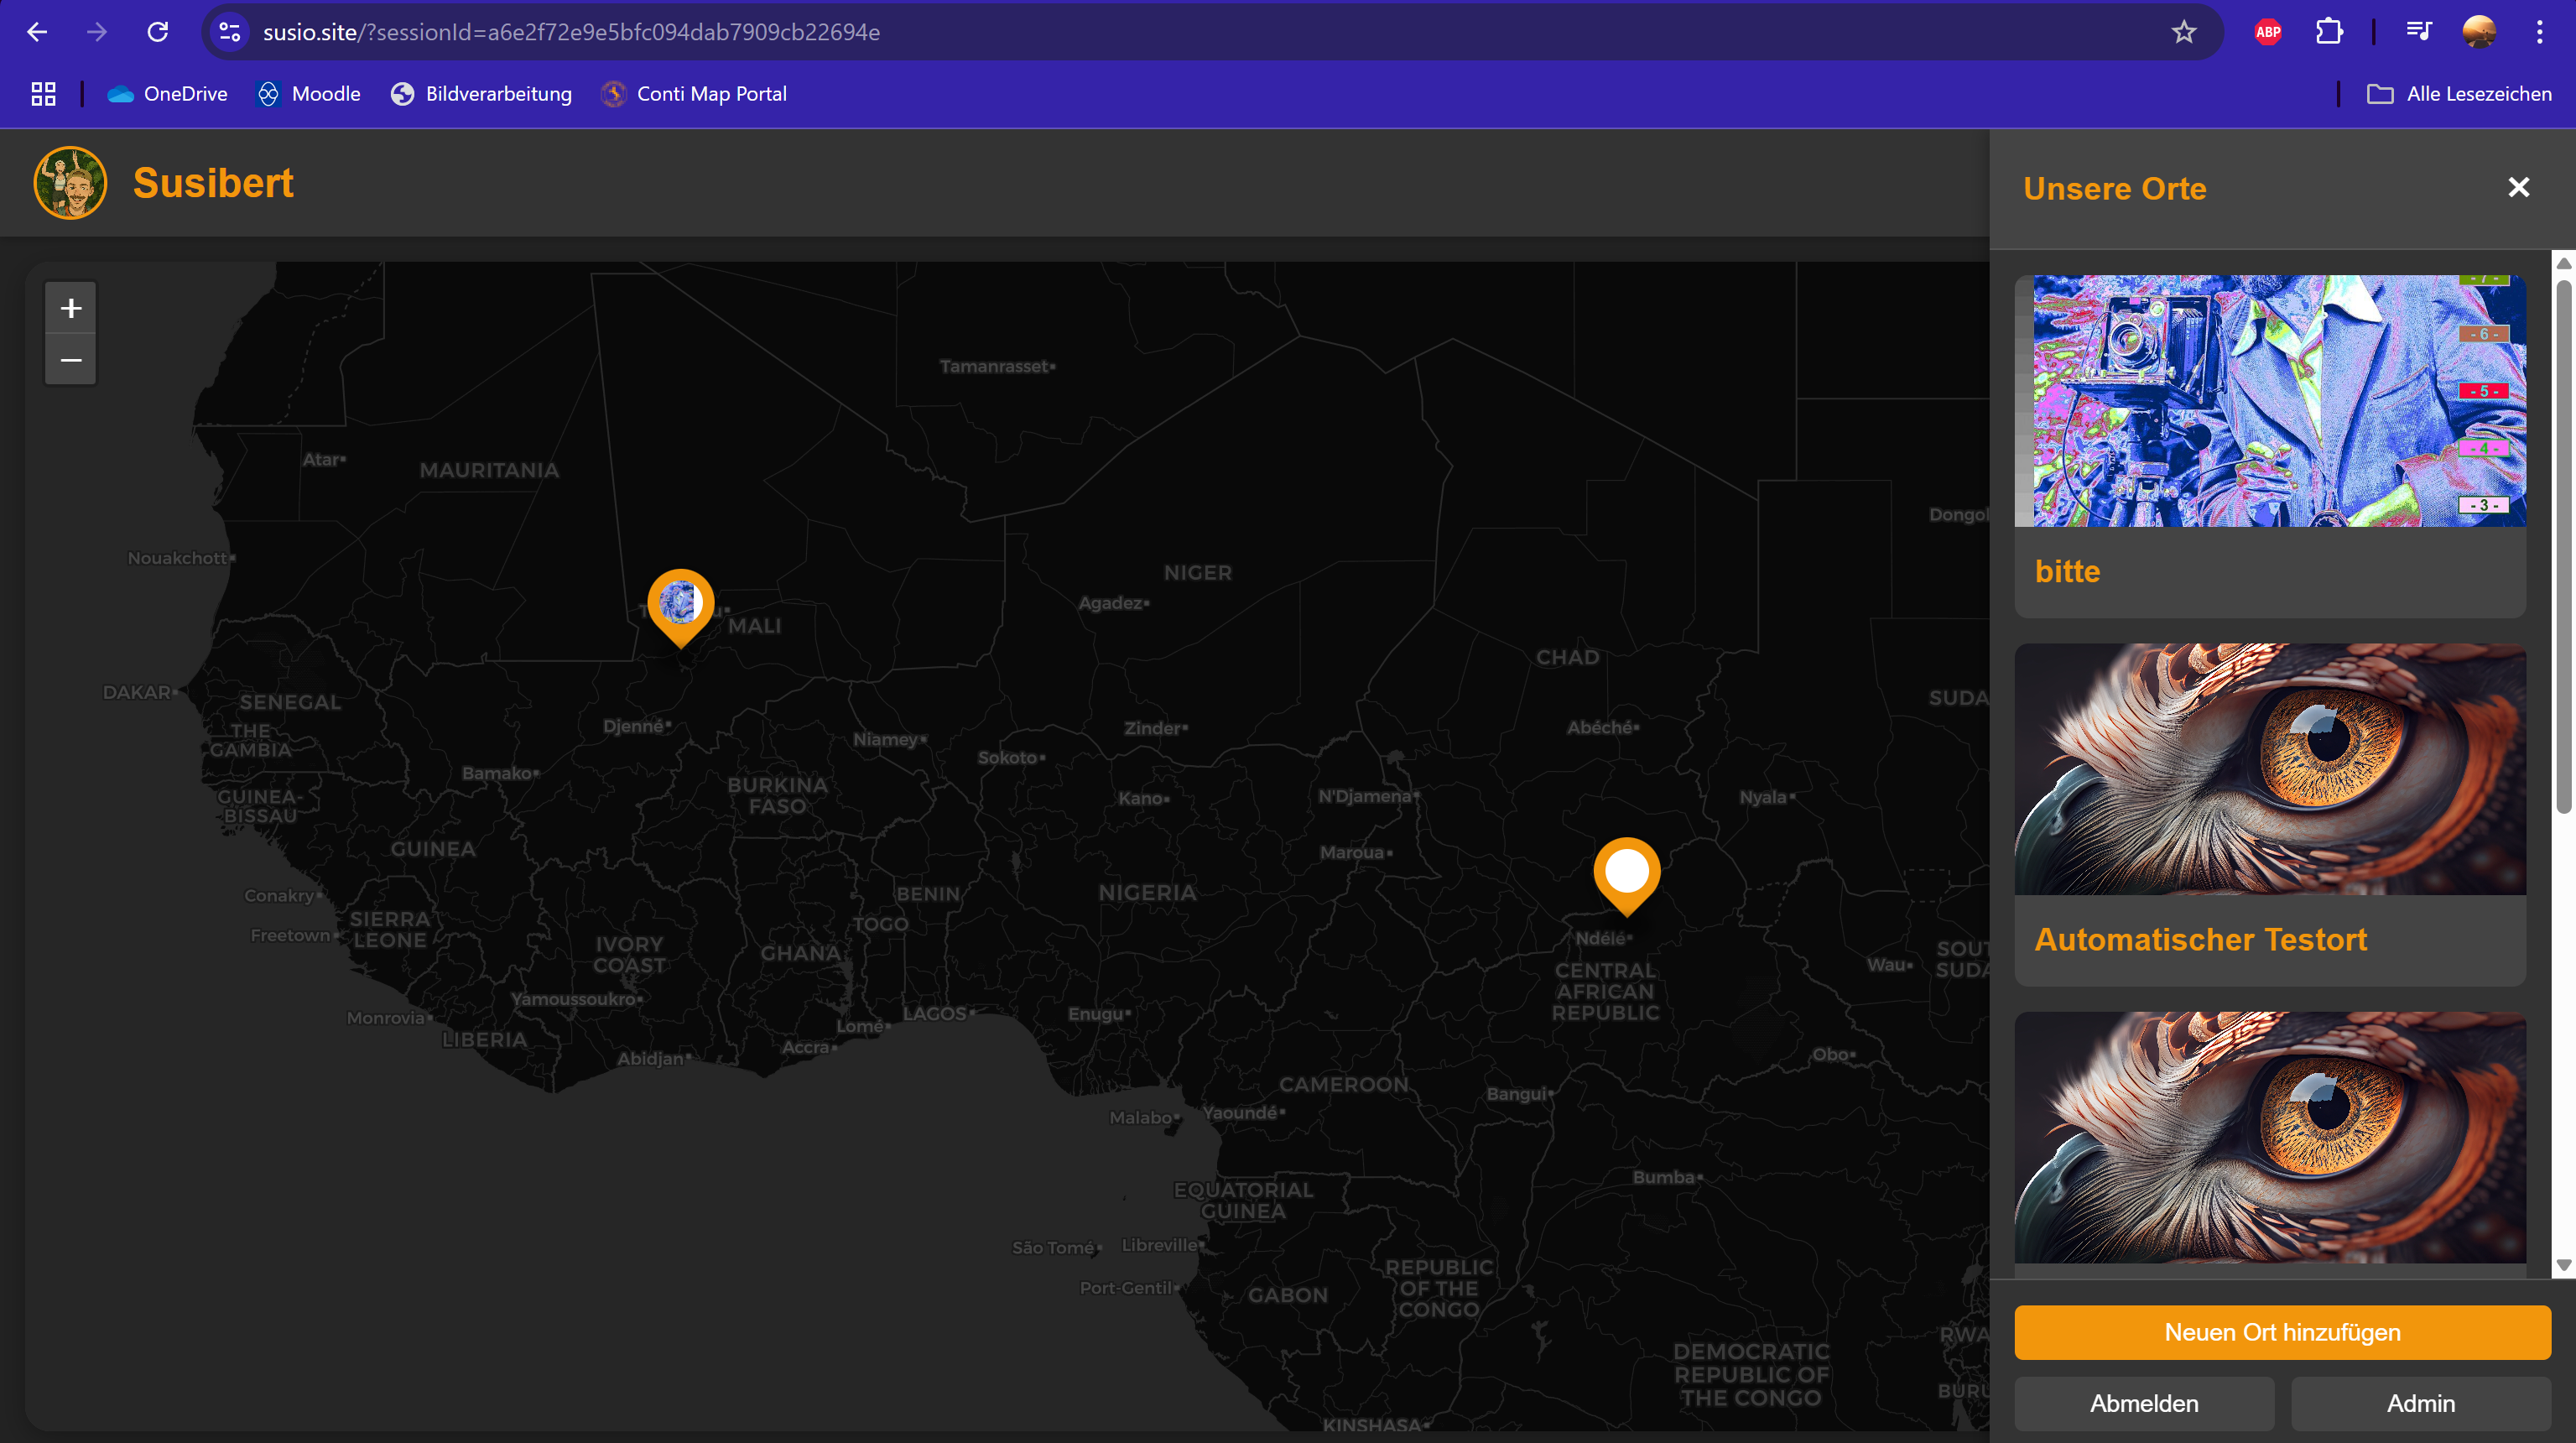 susio.site/?sessionId=a6e2f72e9e5bfc094dab7909cb22694e
ABP
OneDrive
Moodle
Bildverarbeitung
Conti Map Portal
Alle Lesezeichen
Susibert
+
−
Tamanrasset
Atar
MAURITANIA
Dongol
Nouakchott
NIGER
Agadez
MALI
CHAD
DAKAR
SENEGAL
SUDA
THE
GAMBIA
Djenné
Niamey
Zinder
Abéché
Sokoto
Bamako
BURKINA
FASO
Kano
N'Djamena
Nyala
GUINEA-
BISSAU
GUINEA
Maroua
Conakry
BENIN
NIGERIA
Freetown
SIERRA
LEONE
TOGO
IVORY
COAST
GHANA
Ndélé
Wau
SOUT
SUDA
CENTRAL
AFRICAN
REPUBLIC
Yamoussoukro
Monrovia
LIBERIA
Lomé
LAGOS
Enugu
Abidjan
Accra
Obo
CAMEROON
Bangui
Malabo
Yaoundé
EQUATORIAL
GUINEA
Bumba
São Tomé
Libreville
Port-Gentil
GABON
REPUBLIC
OF THE
CONGO
RWA
DEMOCRATIC
REPUBLIC OF
THE CONGO
BURU
KINSHASA
Unsere Orte
- 7 -
- 6 -
- 5 -
- 4 -
- 3 -
bitte
Automatischer Testort
Neuen Ort hinzufügen
Abmelden
Admin